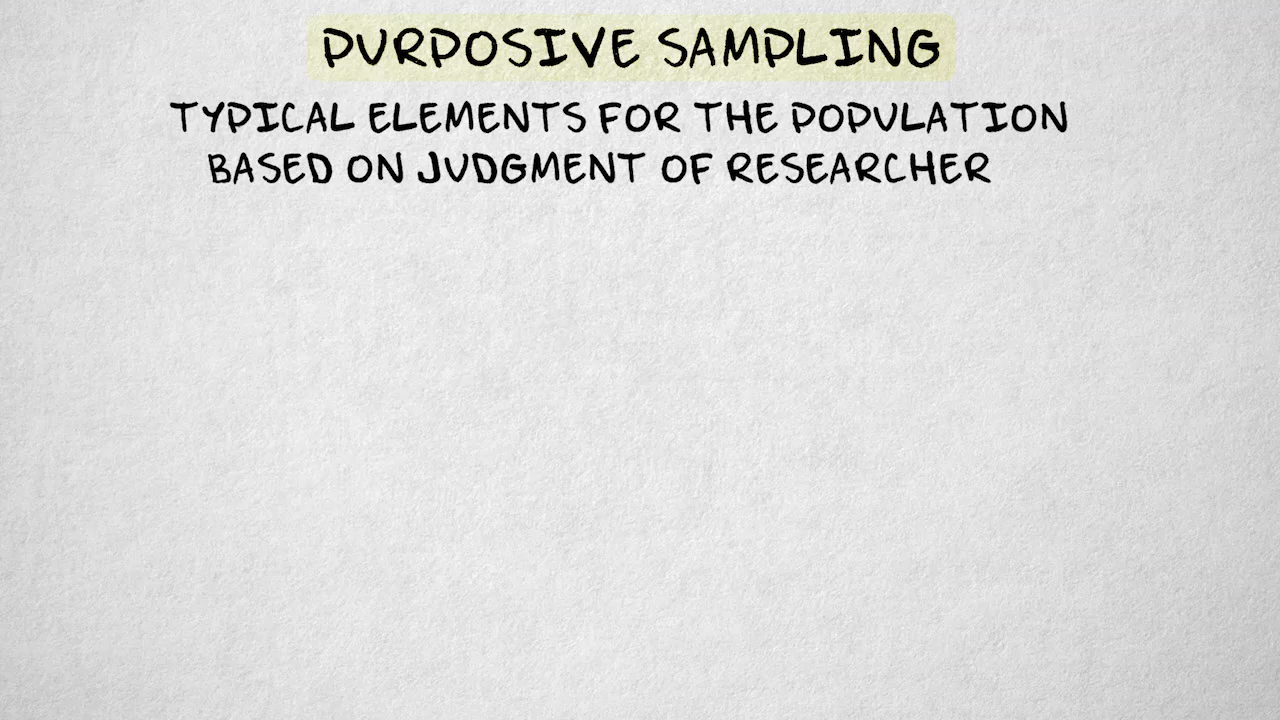 PURPOSIVE SAMPLING
TYPICAL ELEMENTS FOR THE POPULATION
BASED ON JUDGMENT OF RESEARCHER